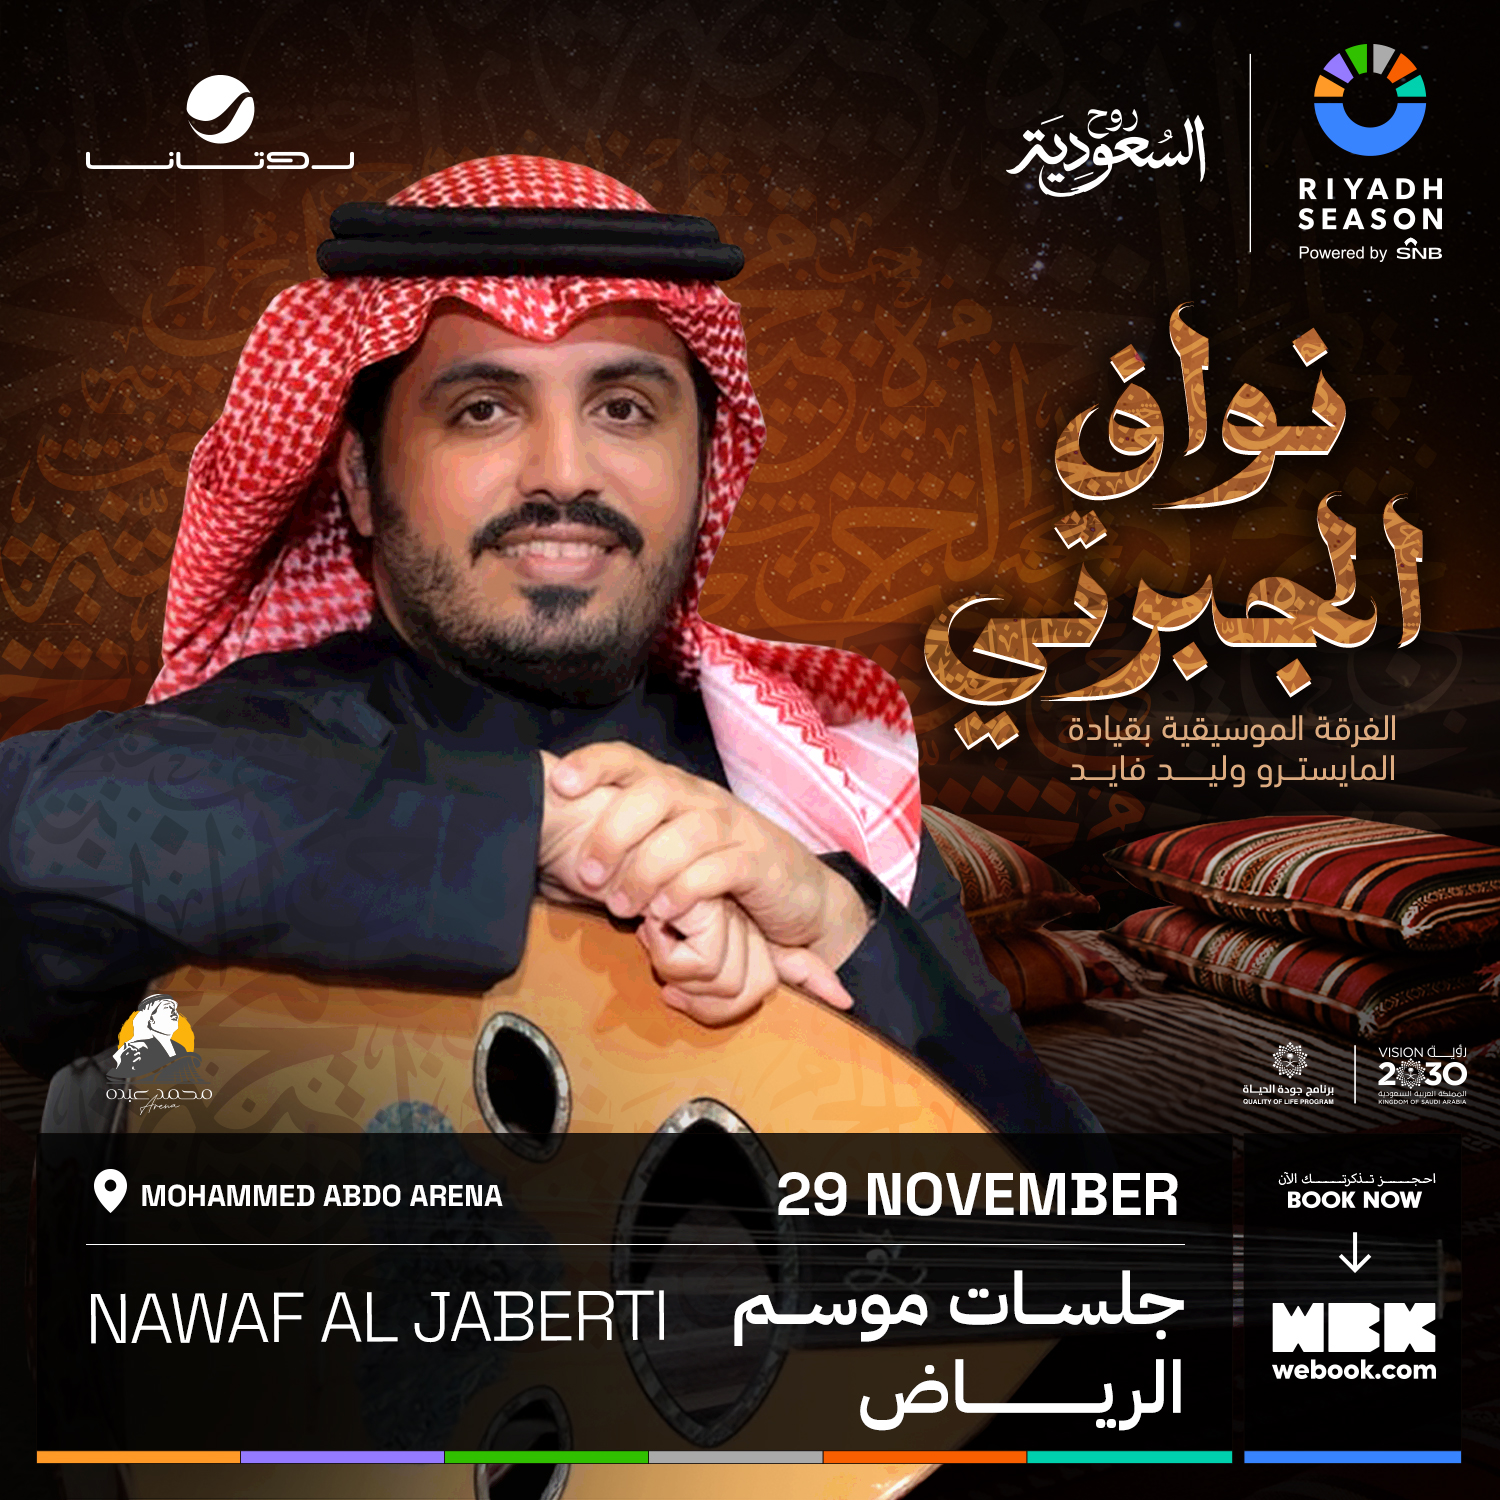 روتانا
روح
السعودية
RIYADH
SEASON
Powered by SNB
نواف
الجبرتي
الفرقة الموسيقية بقيادة
المايسترو وليد فايد
محمد عبده
Arena
برنامج جودة الحياة
QUALITY OF LIFE PROGRAM
VISION رؤية
2030
المملكة العربية السعودية
KINGDOM OF SAUDI ARABIA
MOHAMMED ABDO ARENA
29 NOVEMBER
NAWAF AL JABERTI
جلسات موسم
الرياض
احجز تذكرتك الآن
BOOK NOW
WBK
webook.com